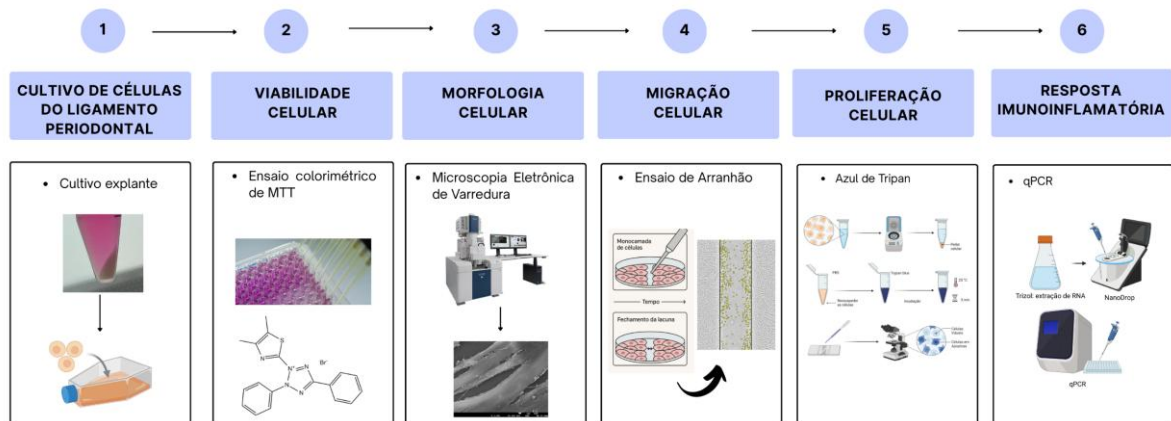 1
2
3
4
5
6
CULTIVO DE CÉLULAS
DO LIGAMENTO
PERIODONTAL
VIABILIDADE
CELULAR
MORFOLOGIA
CELULAR
MIGRAÇÃO
CELULAR
PROLIFERAÇÃO
CELULAR
RESPOSTA
IMUNOINFLAMATÓRIA
Cultivo explante
Ensaio colorimétrico
de MTT
S
N
N⁺
N
N
N
Br⁻
Microscopia Eletrônica
de Varredura
Ensaio de Arranhão
Monocamada
de células
Tempo
Fechamento da lacuna
Azul de Tripan
PBS
qPCR
Trizol: extração de RNA
NanoDrop
qPCR